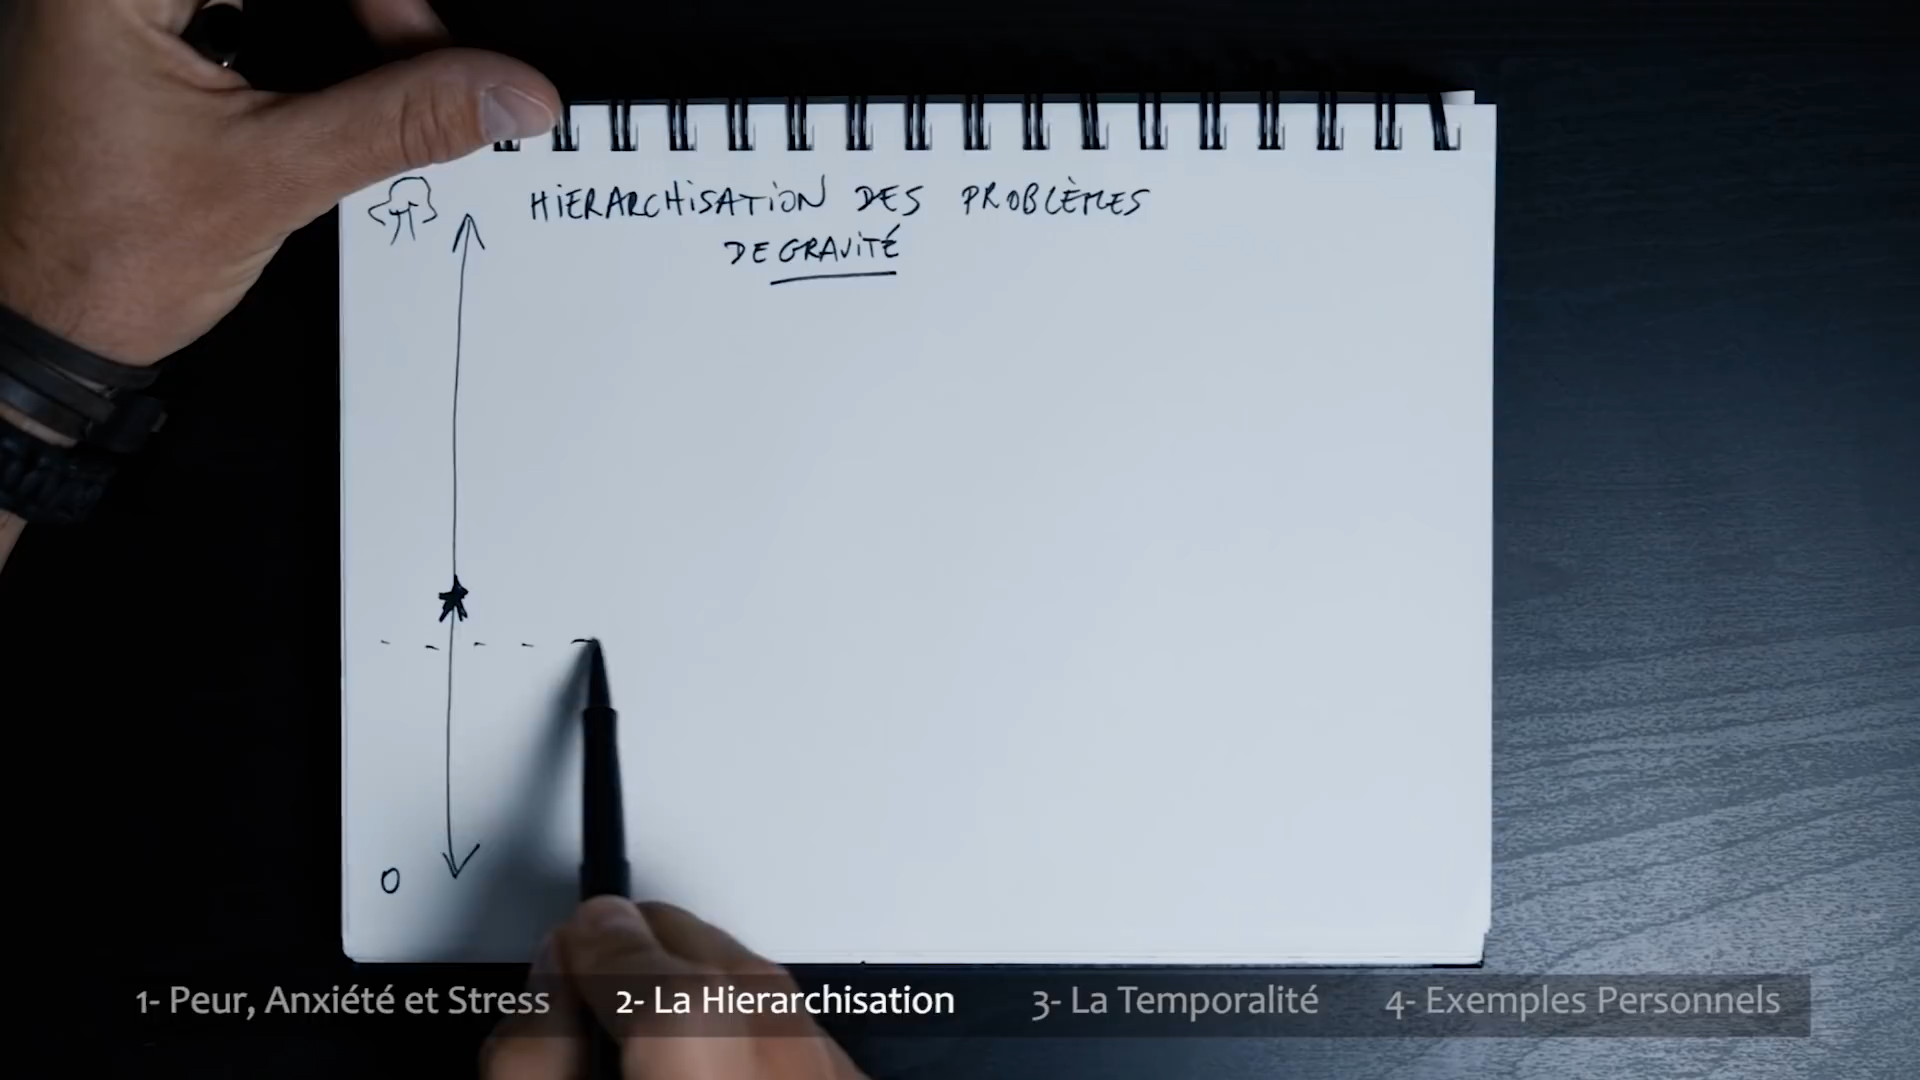 HIERARCHISATION DES PROBLÈMES
DE GRAVITÉ
0
1- Peur, Anxiété et Stress 2- La Hierarchisation 3- La Temporalité 4- Exemples Personnels